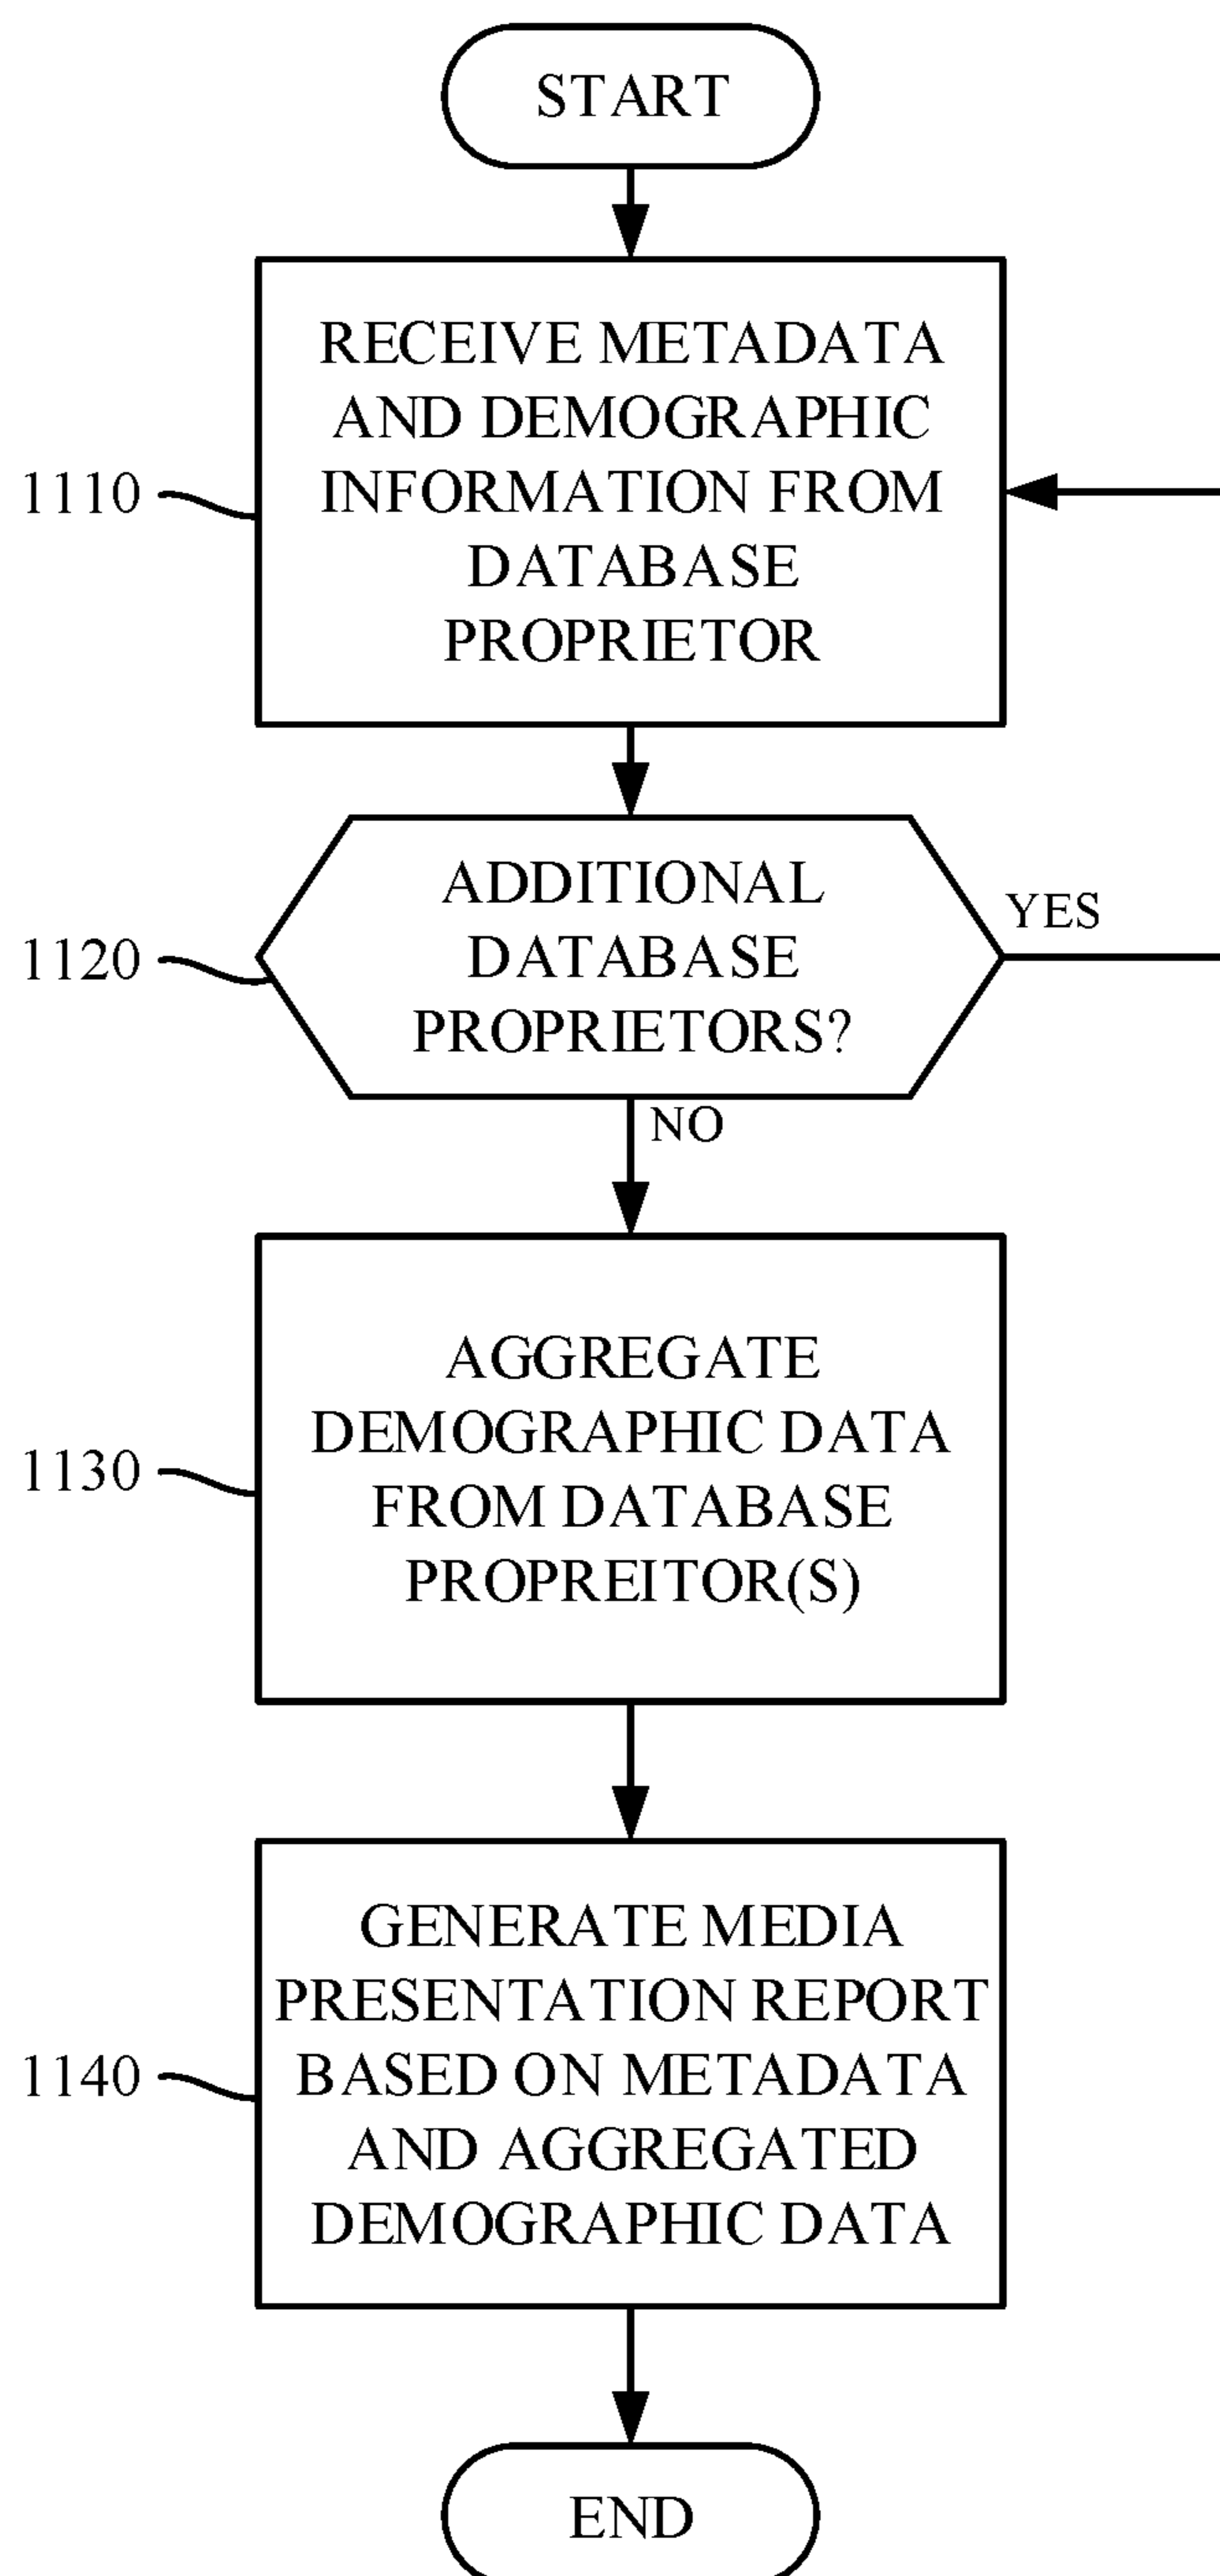 START
RECEIVE METADATA
AND DEMOGRAPHIC
INFORMATION FROM
DATABASE
PROPRIETOR
1110
ADDITIONAL
DATABASE
PROPRIETORS?
YES
1120
NO
AGGREGATE
DEMOGRAPHIC DATA
FROM DATABASE
PROPREITOR(S)
1130
GENERATE MEDIA
PRESENTATION REPORT
BASED ON METADATA
AND AGGREGATED
DEMOGRAPHIC DATA
1140
END